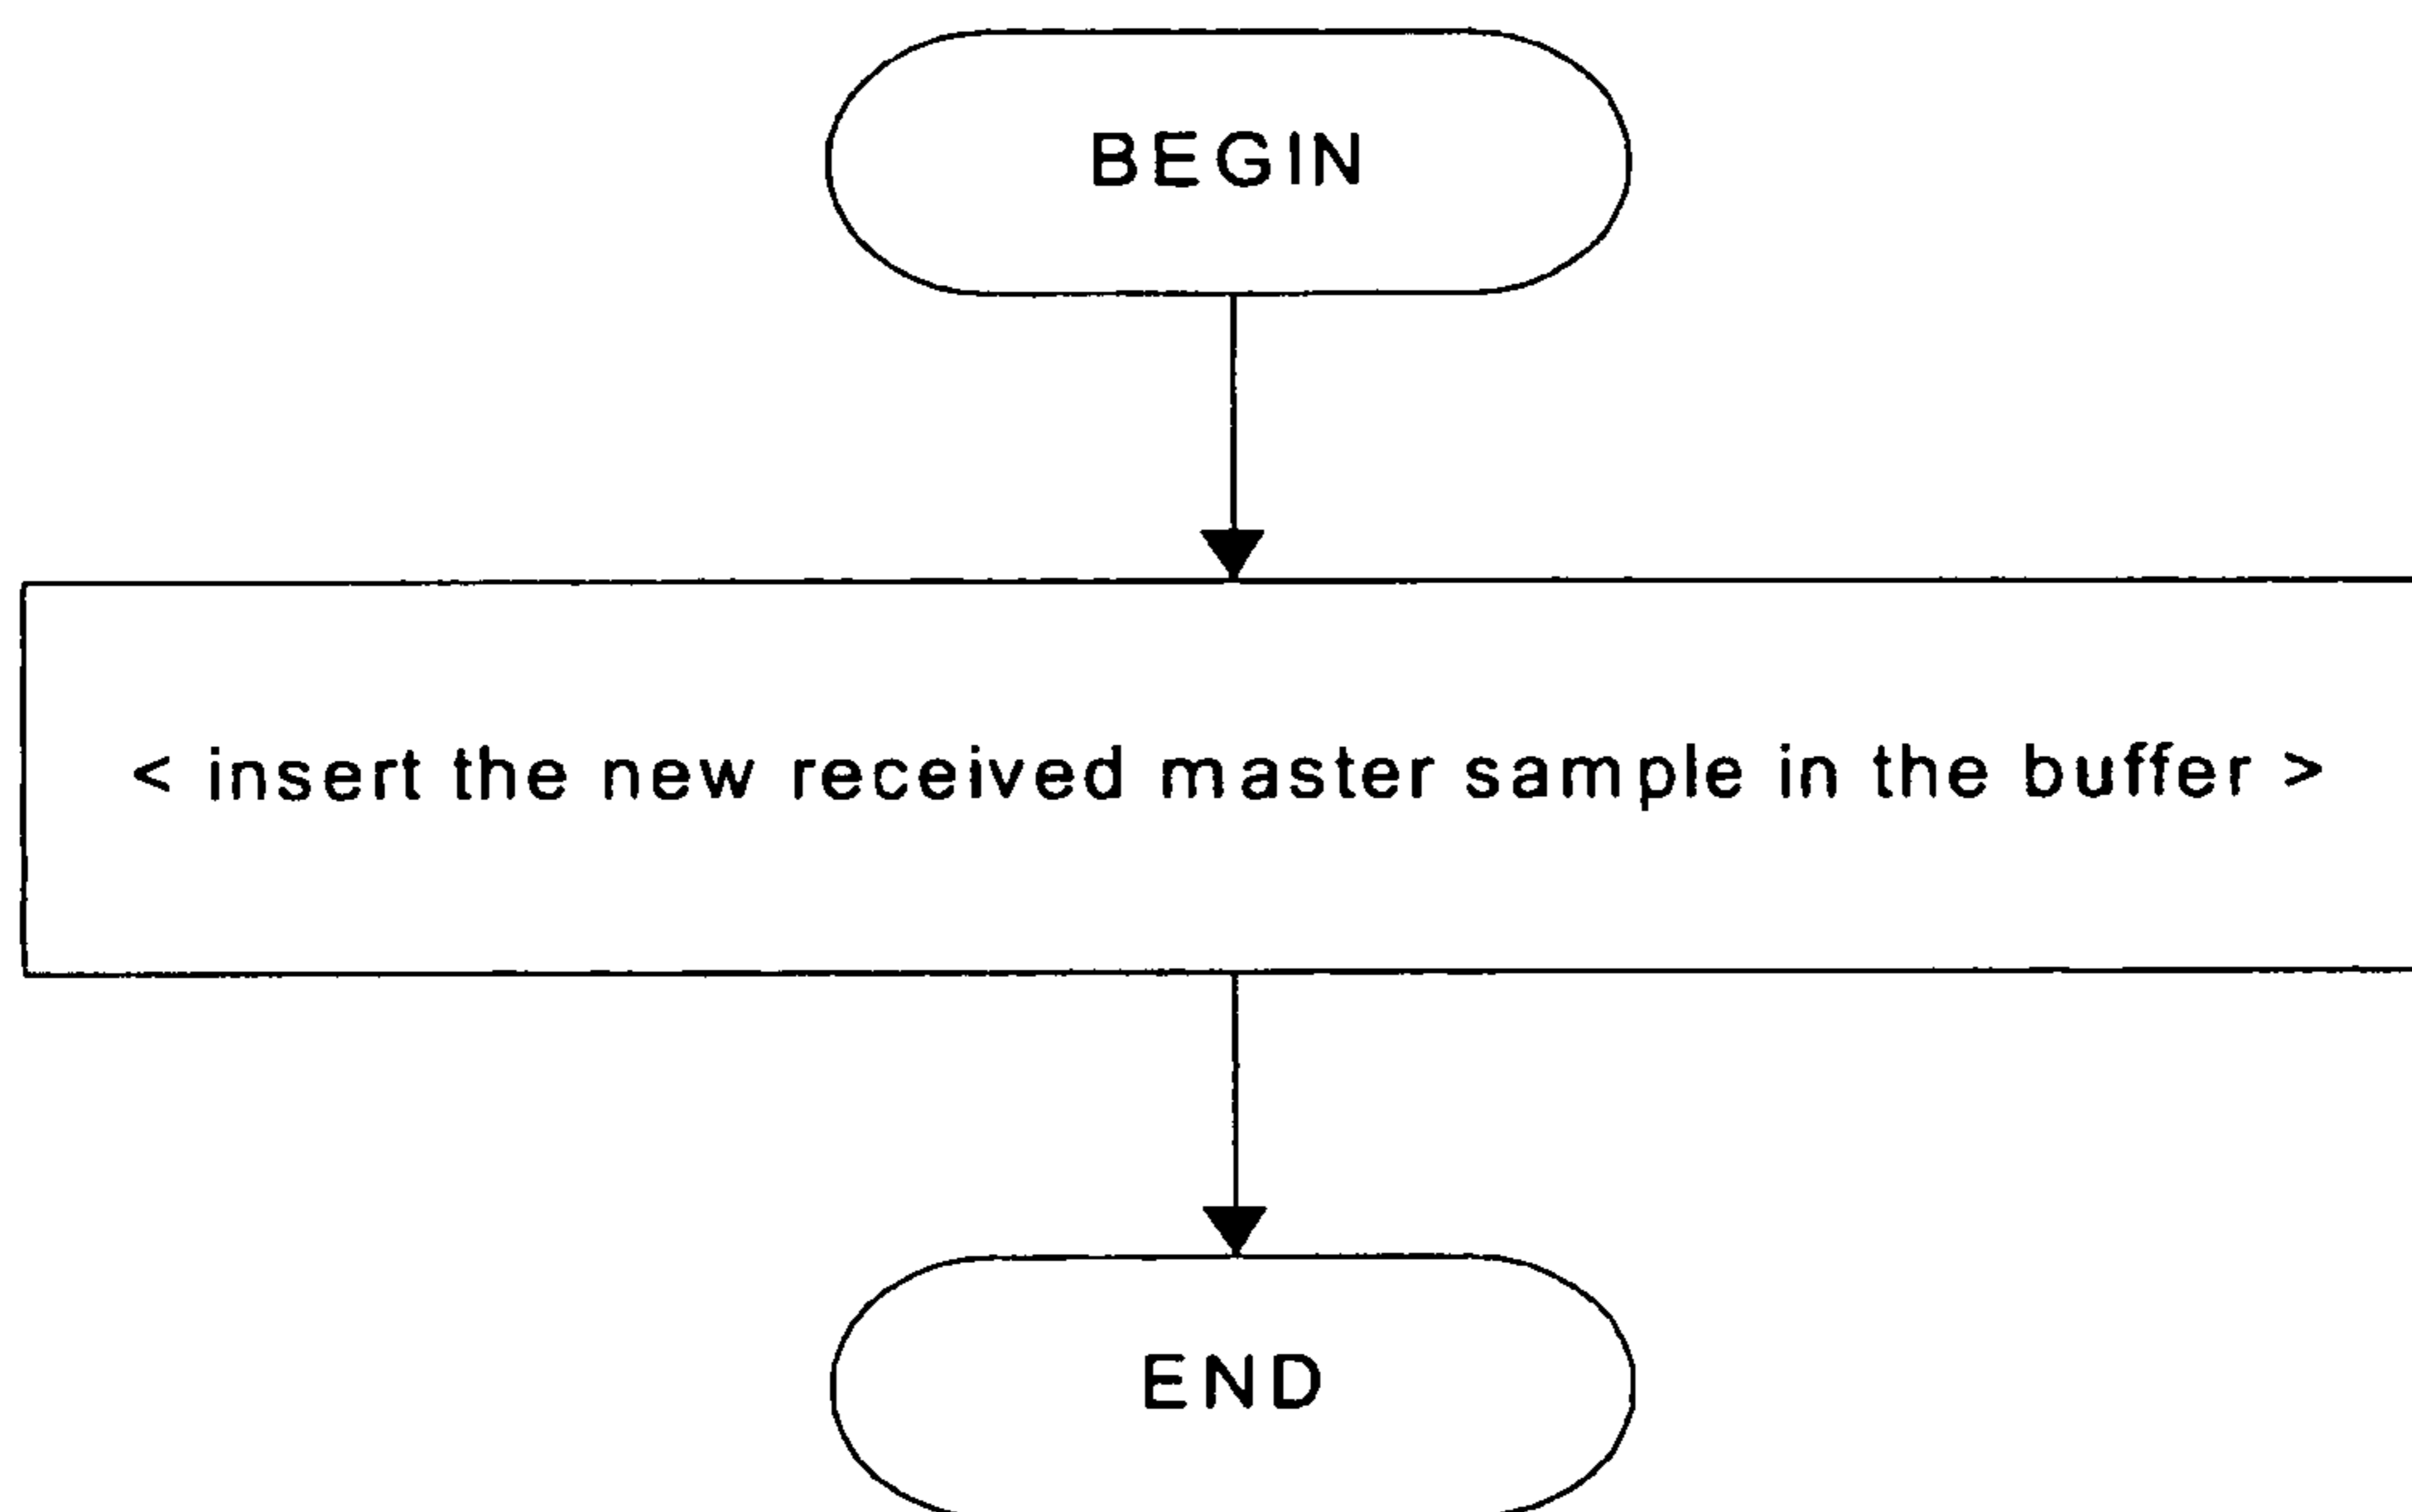 BEGIN
< insert the new received master sample in the buffer >
END